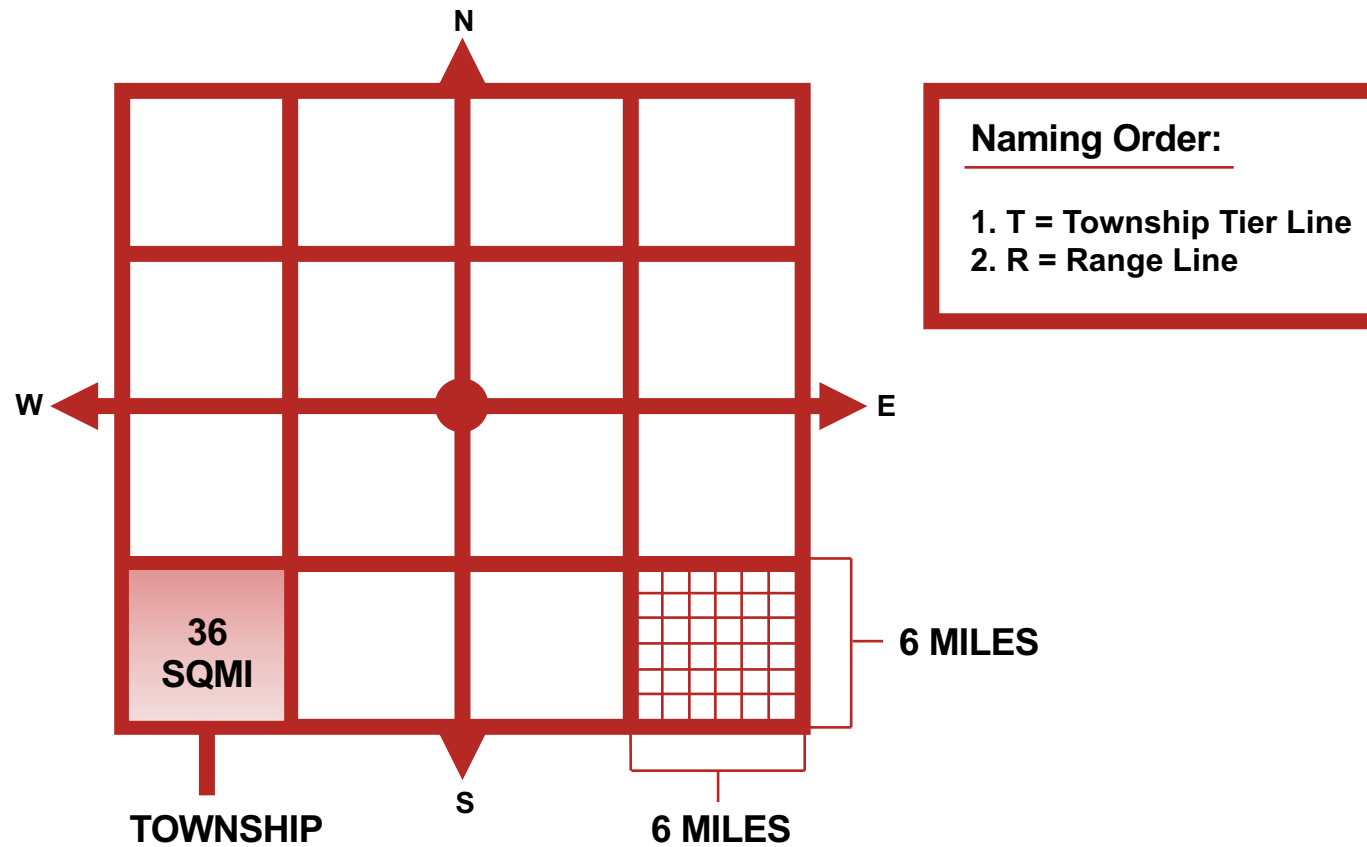 N
Naming Order:
1. T = Township Tier Line
2. R = Range Line
W
E
36
SQMI
6 MILES
S
TOWNSHIP
6 MILES